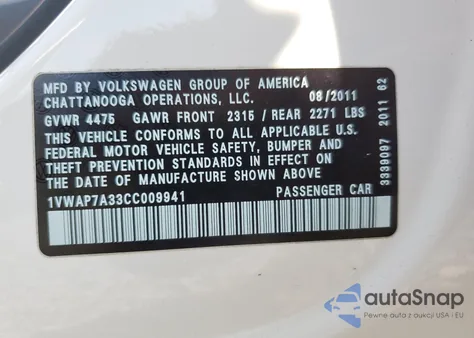 MFD BY VOLKSWAGEN GROUP OF AMERICA
CHATTANOOGA OPERATIONS, LLC. 08/2011
GVWR 4475 GAWR FRONT 2315 / REAR 2271 LBS
THIS VEHICLE CONFORMS TO ALL APPLICABLE U.S.
FEDERAL MOTOR VEHICLE SAFETY, BUMPER AND
THEFT PREVENTION STANDARDS IN EFFECT ON
THE DATE OF MANUFACTURE SHOWN ABOVE
1VWAP7A33CC009941 PASSENGER CAR
3339097 2011 62
autoSnap
Pewne auta z aukcji USA i EU